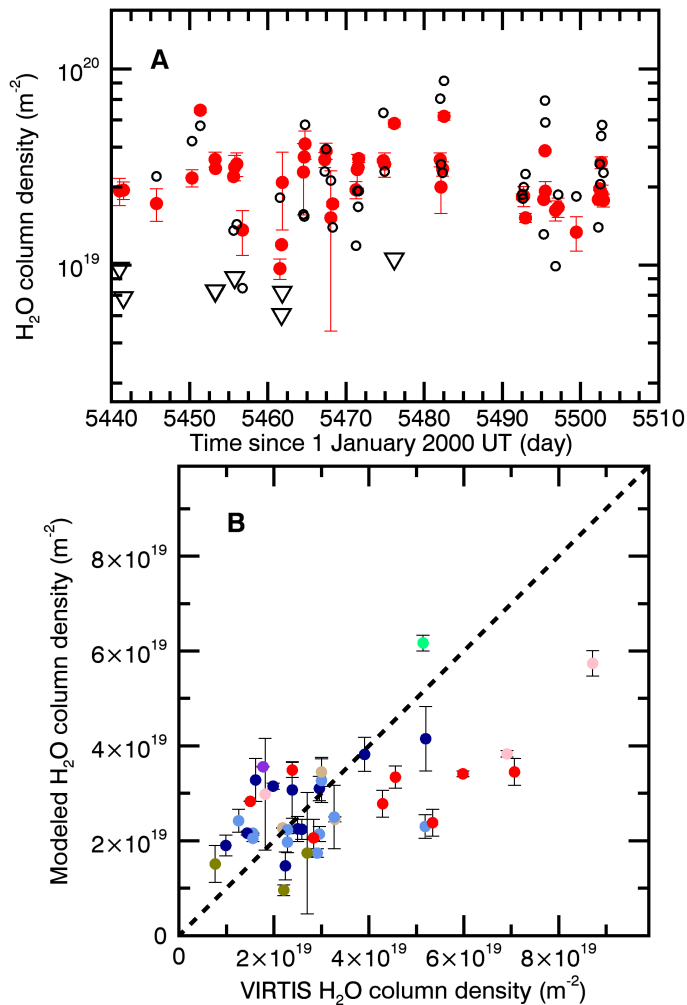 A
10^20
10^19
H2O column density (m^-2)
5440 5450 5460 5470 5480 5490 5500 5510
Time since 1 January 2000 UT (day)
B
8×10^19
6×10^19
4×10^19
2×10^19
0
Modeled H2O column density (m^-2)
0 2×10^19 4×10^19 6×10^19 8×10^19
VIRTIS H2O column density (m^-2)